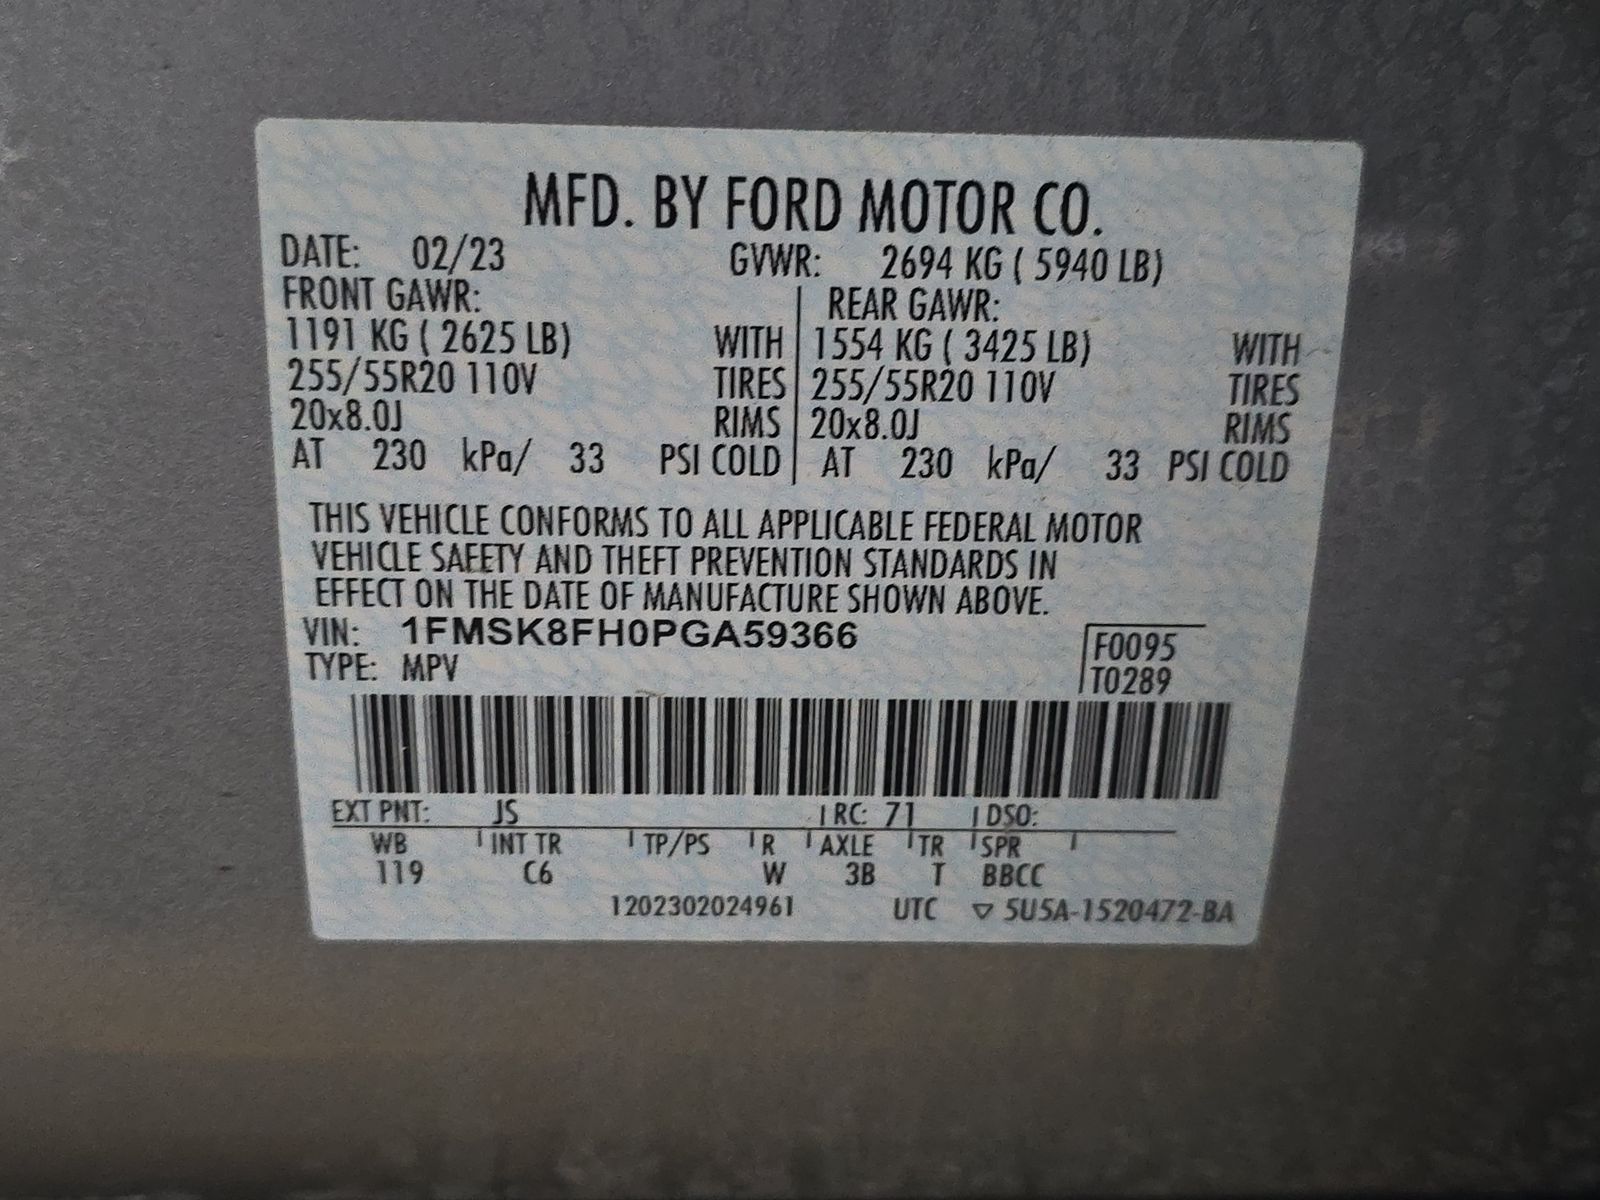 MFD. BY FORD MOTOR CO.
DATE: 02/23 GVWR: 2694 KG ( 5940 LB)
FRONT GAWR: REAR GAWR:
1191 KG ( 2625 LB) WITH 1554 KG ( 3425 LB) WITH
255/55R20 110V TIRES 255/55R20 110V TIRES
20x8.0J RIMS 20x8.0J RIMS
AT 230 kPa/ 33 PSI COLD AT 230 kPa/ 33 PSI COLD
THIS VEHICLE CONFORMS TO ALL APPLICABLE FEDERAL MOTOR
VEHICLE SAFETY AND THEFT PREVENTION STANDARDS IN
EFFECT ON THE DATE OF MANUFACTURE SHOWN ABOVE.
VIN: 1FMSK8FH0PGA59366 F0095
TYPE: MPV T0289
EXT PNT: JS RC: 71 DSO:
WB INT TR TP/PS R AXLE TR SPR
119 C6 W 3B T BBCC
1202302024961 UTC ▽ 5U5A-1520472-BA